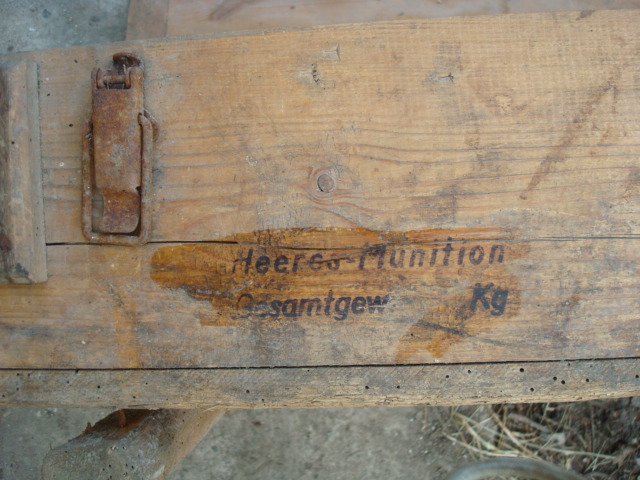 Heeres-Munition
Gesamtgew. Kg